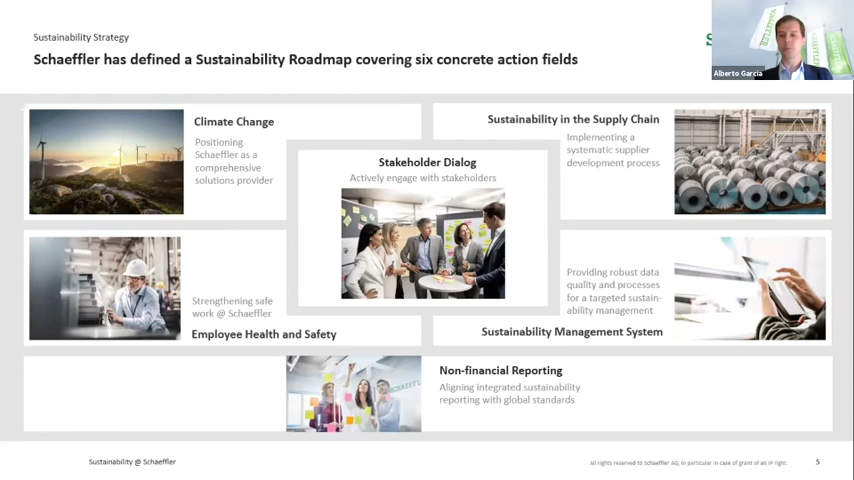 Sustainability Strategy
Schaeffler has defined a Sustainability Roadmap covering six concrete action fields
S
Alberto Garcia
Climate Change
Positioning
Schaeffler as a
comprehensive
solutions provider
Sustainability in the Supply Chain
Implementing a
systematic supplier
development process
Stakeholder Dialog
Actively engage with stakeholders
Strengthening safe
work @ Schaeffler
Employee Health and Safety
Providing robust data
quality and processes
for a targeted sustain-
ability management
Sustainability Management System
Non-financial Reporting
Aligning integrated sustainability
reporting with global standards
Sustainability @ Schaeffler
All rights reserved to Schaeffler AG, in particular in case of grant of an IP right.
5